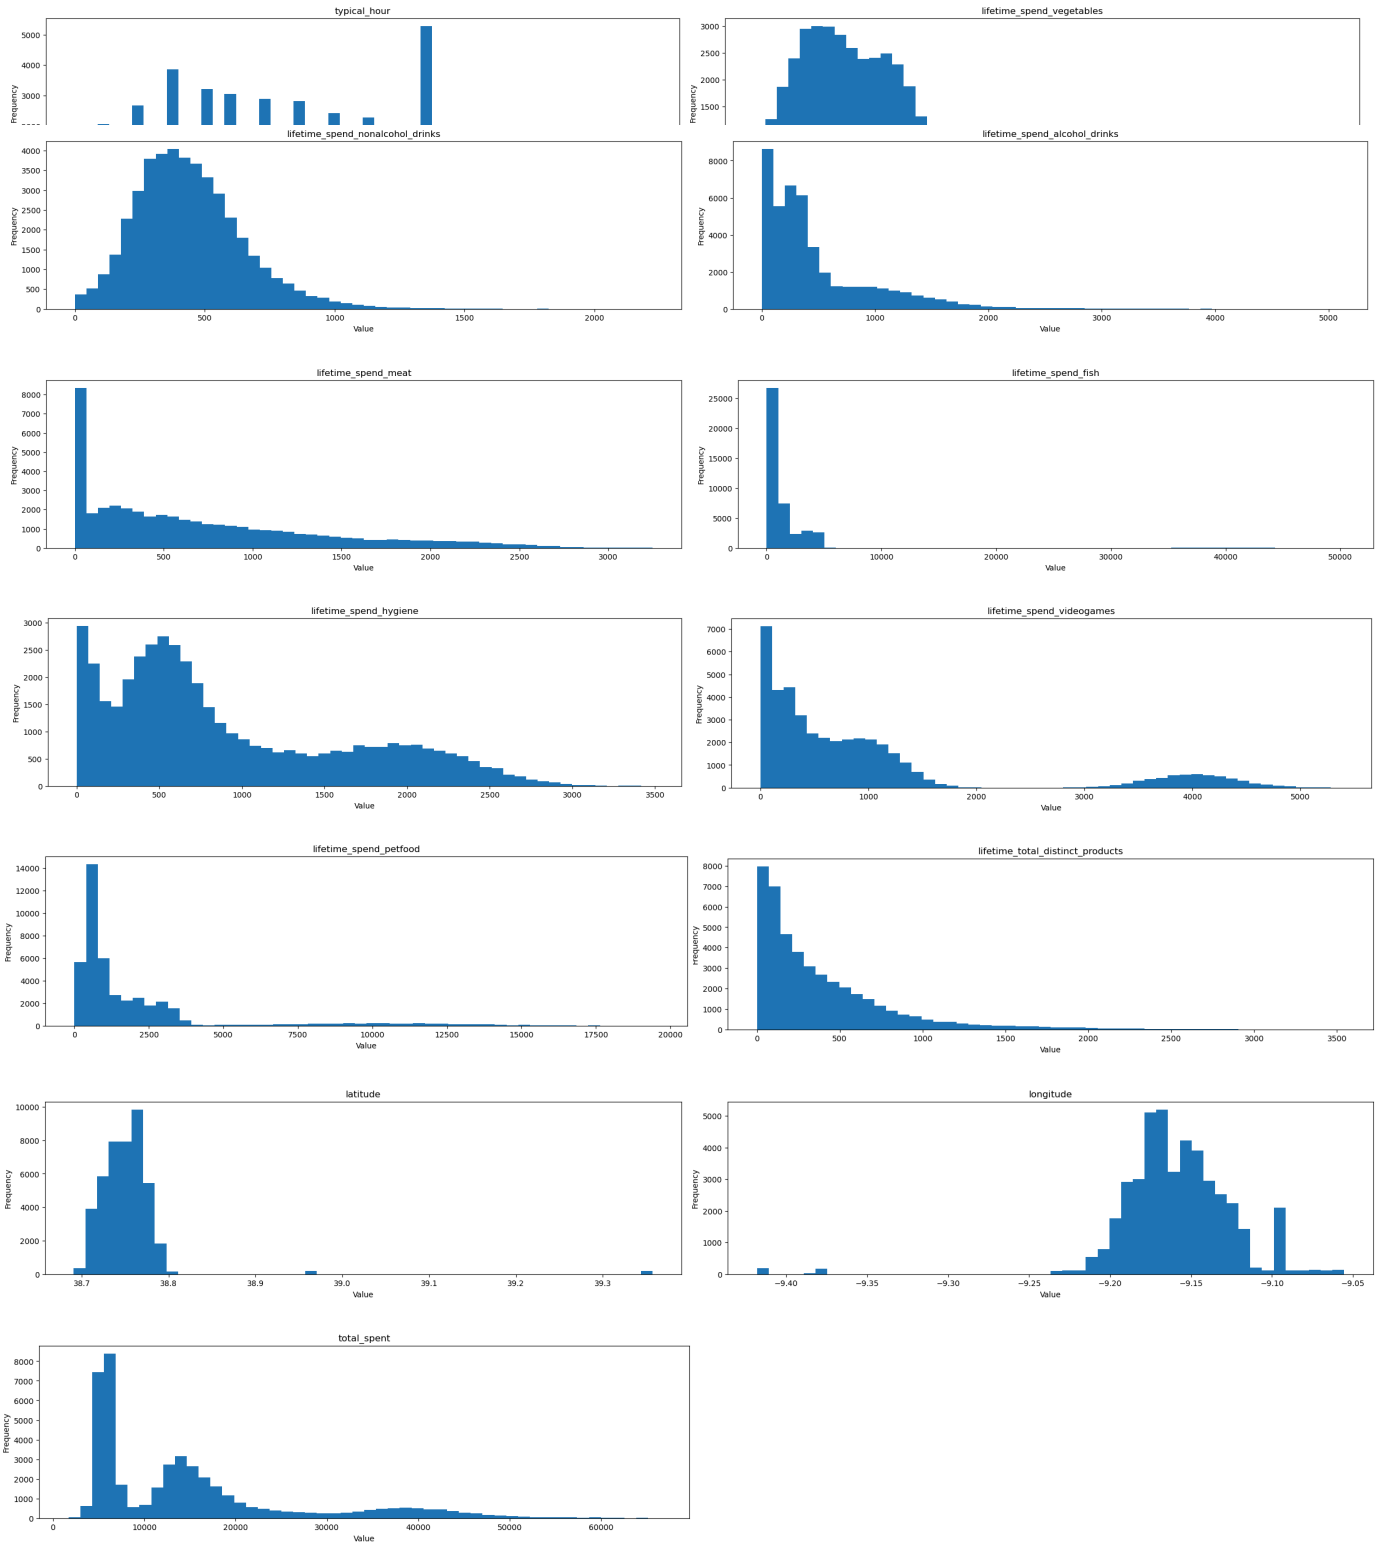 typical_hour
5000
4000
3000
Frequency
lifetime_spend_vegetables
3000
2500
2000
1500
Frequency
lifetime_spend_nonalcohol_drinks
4000
3500
3000
2500
2000
1500
1000
500
0
Frequency
0 500 1000 1500 2000
Value
lifetime_spend_alcohol_drinks
8000
6000
4000
2000
0
Frequency
0 1000 2000 3000 4000 5000
Value
lifetime_spend_meat
8000
7000
6000
5000
4000
3000
2000
1000
0
Frequency
0 500 1000 1500 2000 2500 3000
Value
lifetime_spend_fish
25000
20000
15000
10000
5000
0
Frequency
0 10000 20000 30000 40000 50000
Value
lifetime_spend_hygiene
3000
2500
2000
1500
1000
500
0
Frequency
0 500 1000 1500 2000 2500 3000 3500
Value
lifetime_spend_videogames
7000
6000
5000
4000
3000
2000
1000
0
Frequency
0 1000 2000 3000 4000 5000
Value
lifetime_spend_petfood
14000
12000
10000
8000
6000
4000
2000
0
Frequency
0 2500 5000 7500 10000 12500 15000 17500 20000
Value
lifetime_total_distinct_products
8000
7000
6000
5000
4000
3000
2000
1000
0
Frequency
0 500 1000 1500 2000 2500 3000 3500
Value
latitude
10000
8000
6000
4000
2000
0
Frequency
38.7 38.8 38.9 39.0 39.1 39.2 39.3
Value
longitude
5000
4000
3000
2000
1000
0
Frequency
−9.40 −9.35 −9.30 −9.25 −9.20 −9.15 −9.10 −9.05
Value
total_spent
8000
7000
6000
5000
4000
3000
2000
1000
0
Frequency
0 10000 20000 30000 40000 50000 60000
Value